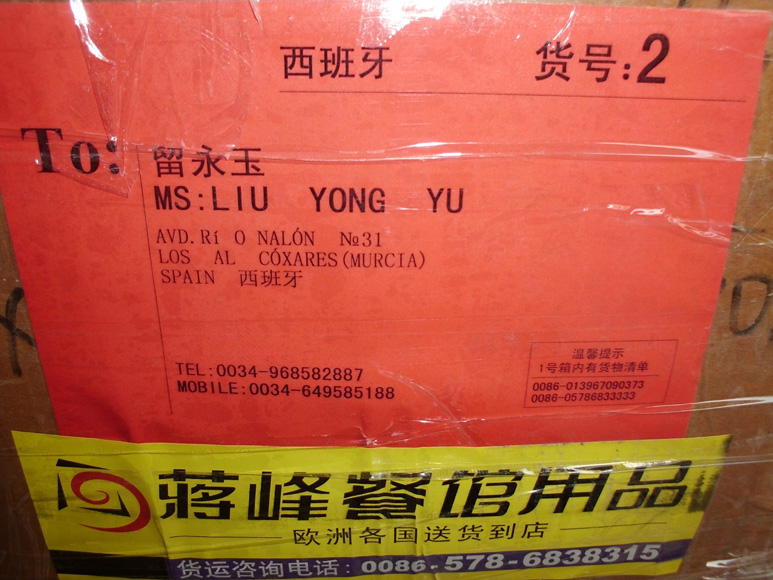 西班牙 货号:2
To: 留永玉
MS:LIU YONG YU
AVD.Rí O NALÓN №31
LOS AL CÓXARES(MURCIA)
SPAIN 西班牙
TEL:0034-968582887
MOBILE:0034-649585188
温馨提示
1号箱内有货物清单
0086-013967090373
0086-05786833333
蒋峰餐馆用品
欧洲各国送货到店
货运咨询电话: 0086-578-6838315